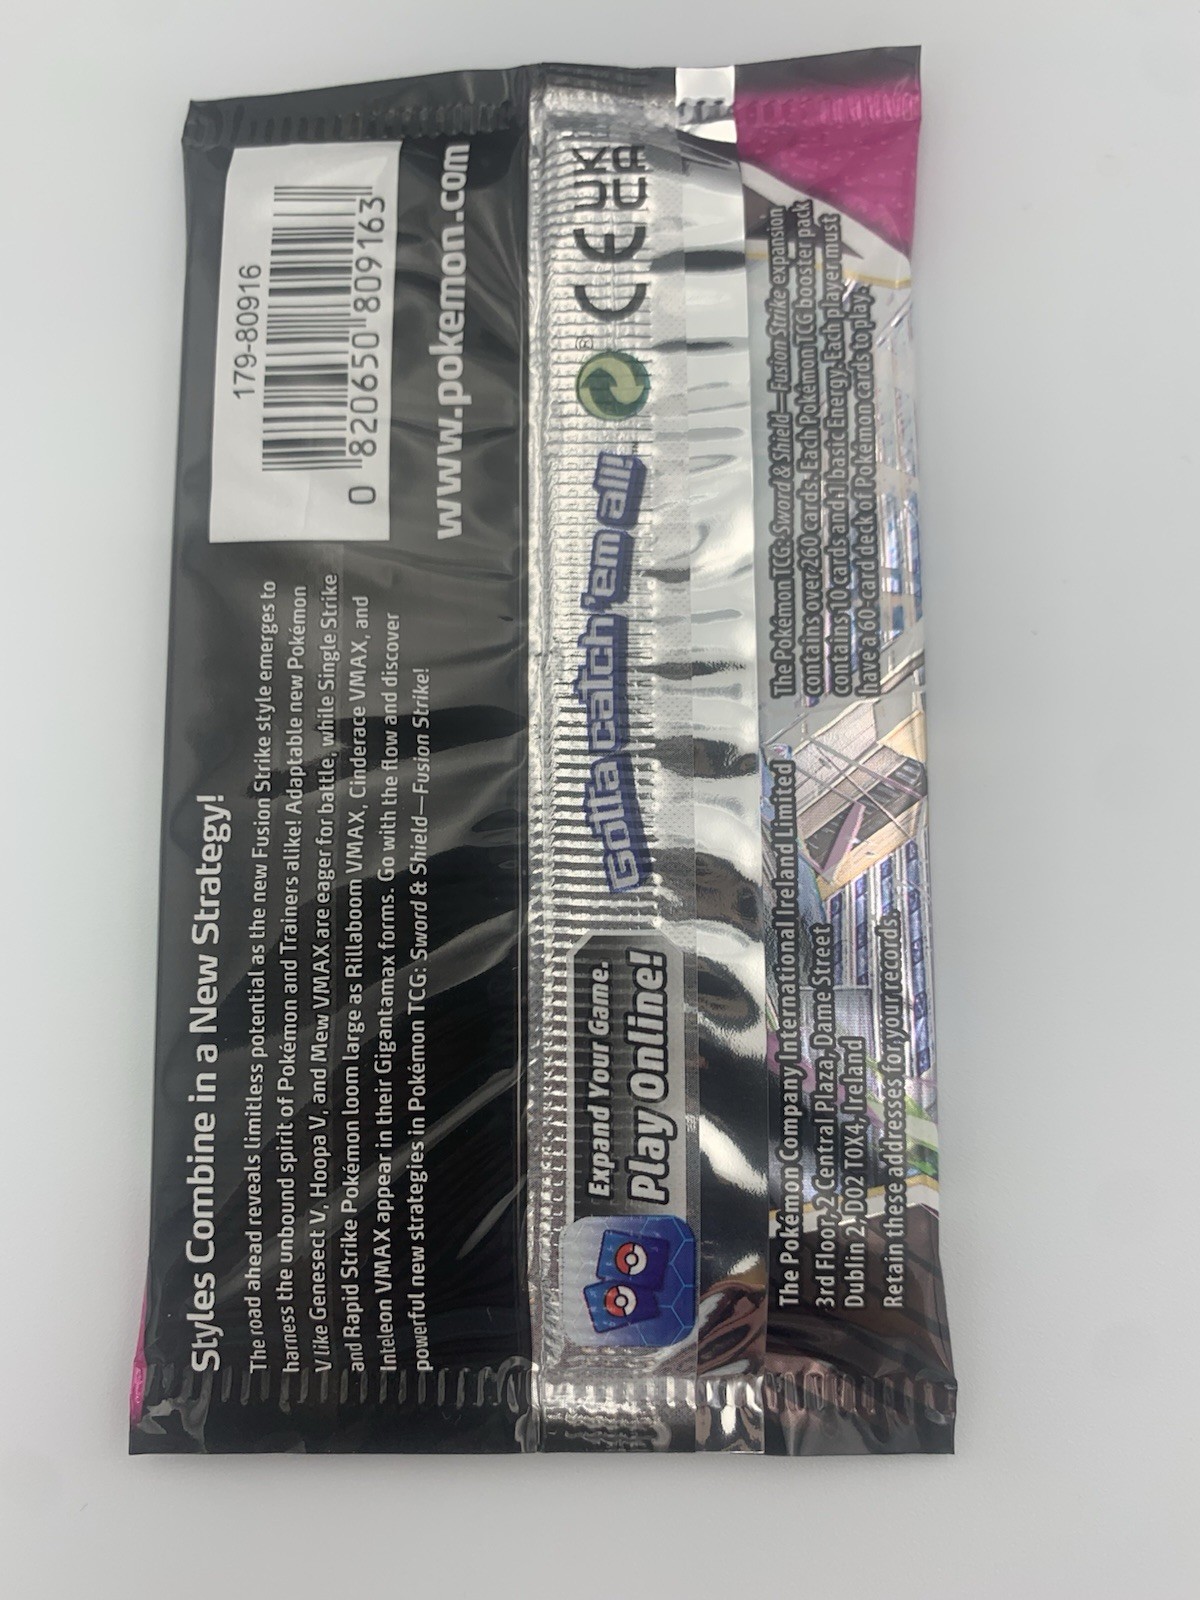 Styles Combine in a New Strategy!
The road ahead reveals limitless potential as the new Fusion Strike style emerges to
harness the unbound spirit of Pokémon and Trainers alike! Adaptable new Pokémon
V like Genesect V, Hoopa V, and Mew VMAX are eager for battle, while Single Strike
and Rapid Strike Pokémon loom large as Rillaboom VMAX, Cinderace VMAX, and
Inteleon VMAX appear in their Gigantamax forms. Go with the flow and discover
powerful new strategies in Pokémon TCG: Sword & Shield—Fusion Strike!
179-80916
0 820650 809163
www.pokemon.com
Expand Your Game.
Play Online!
Gotta catch 'em all!™
®
CE
UK
CA
The Pokémon Company International Ireland Limited
3rd Floor, 2 Central Plaza, Dame Street
Dublin 2, D02 T0X4, Ireland
Retain these addresses for your records.
The Pokémon TCG: Sword & Shield—Fusion Strike expansion
contains over 260 cards. Each Pokémon TCG booster pack
contains 10 cards and 1 basic Energy. Each player must
have a 60-card deck of Pokémon cards to play.